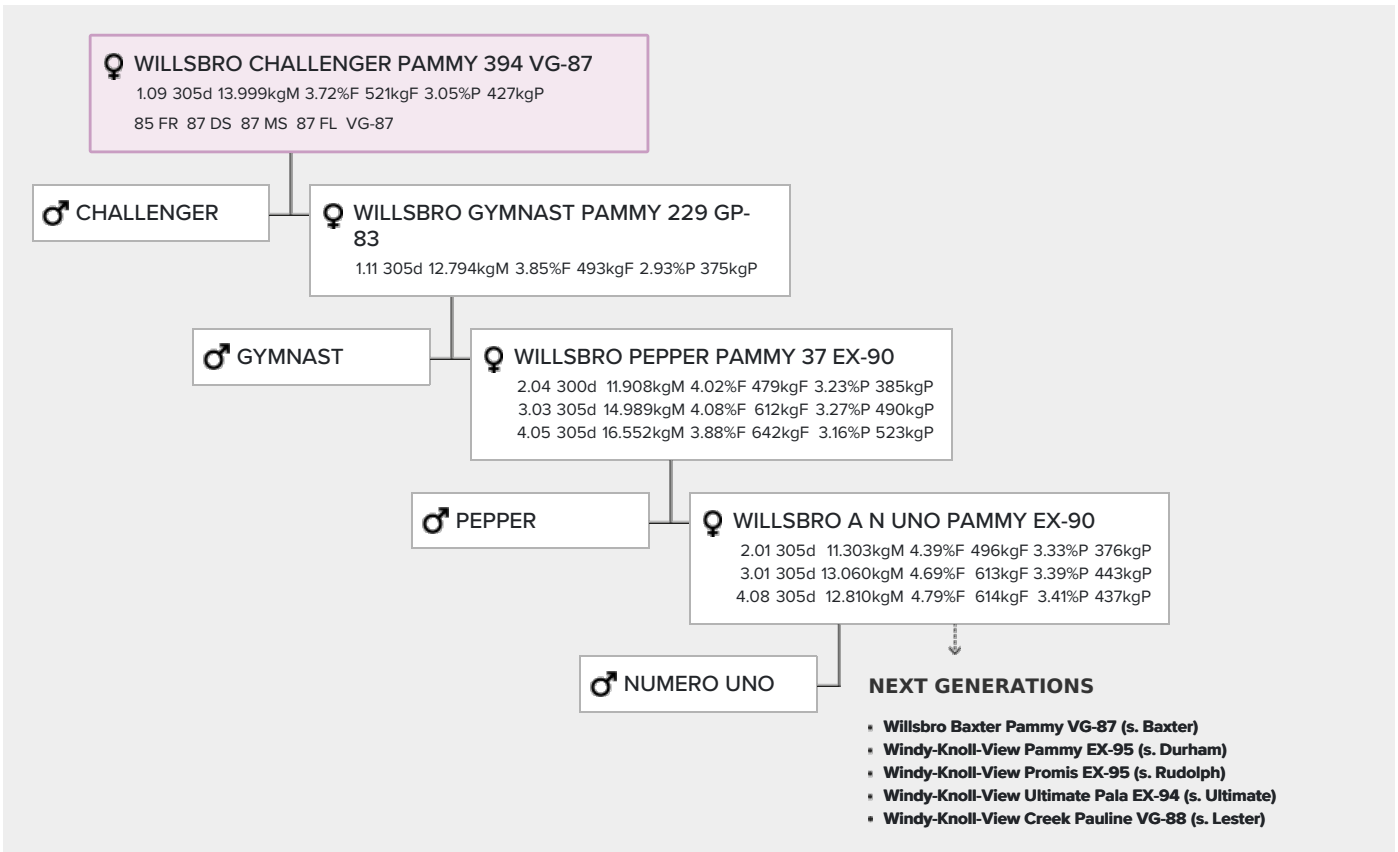 WILLSBRO CHALLENGER PAMMY 394 VG-87
1.09 305d 13.999kgM 3.72%F 521kgF 3.05%P 427kgP
85 FR 87 DS 87 MS 87 FL VG-87
CHALLENGER
WILLSBRO GYMNAST PAMMY 229 GP-
83
1.11 305d 12.794kgM 3.85%F 493kgF 2.93%P 375kgP
GYMNAST
WILLSBRO PEPPER PAMMY 37 EX-90
2.04 300d 11.908kgM 4.02%F 479kgF 3.23%P 385kgP
3.03 305d 14.989kgM 4.08%F 612kgF 3.27%P 490kgP
4.05 305d 16.552kgM 3.88%F 642kgF 3.16%P 523kgP
PEPPER
WILLSBRO A N UNO PAMMY EX-90
2.01 305d 11.303kgM 4.39%F 496kgF 3.33%P 376kgP
3.01 305d 13.060kgM 4.69%F 613kgF 3.39%P 443kgP
4.08 305d 12.810kgM 4.79%F 614kgF 3.41%P 437kgP
NUMERO UNO
NEXT GENERATIONS
Willsbro Baxter Pammy VG-87 (s. Baxter)
Windy-Knoll-View Pammy EX-95 (s. Durham)
Windy-Knoll-View Promis EX-95 (s. Rudolph)
Windy-Knoll-View Ultimate Pala EX-94 (s. Ultimate)
Windy-Knoll-View Creek Pauline VG-88 (s. Lester)